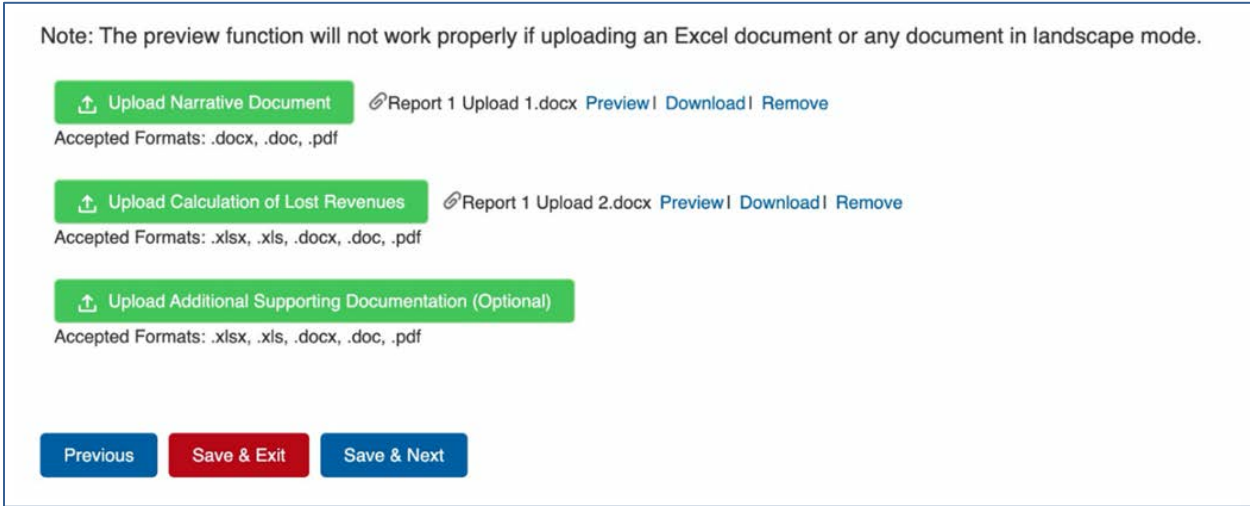 Note: The preview function will not work properly if uploading an Excel document or any document in landscape mode.
Upload Narrative Document Report 1 Upload 1.docx Preview| Download| Remove
Accepted Formats: .docx, .doc, .pdf
Upload Calculation of Lost Revenues Report 1 Upload 2.docx Preview| Download| Remove
Accepted Formats: .xlsx, .xls, .docx, .doc, .pdf
Upload Additional Supporting Documentation (Optional)
Accepted Formats: .xlsx, .xls, .docx, .doc, .pdf
Previous Save & Exit Save & Next